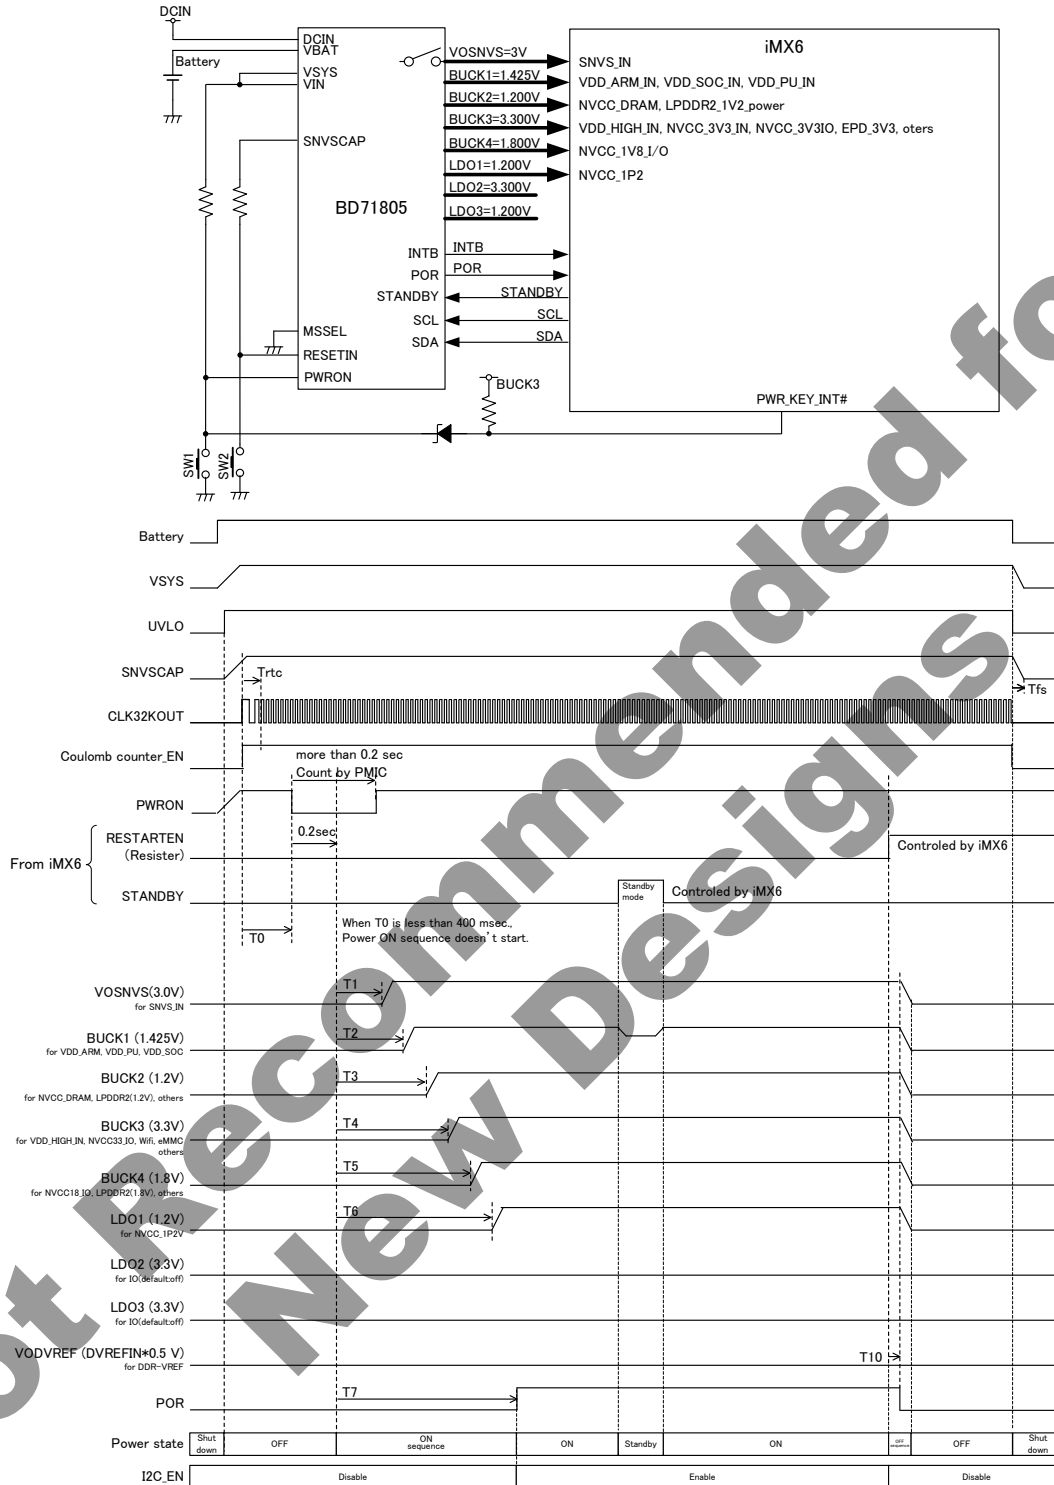 DCIN
DCIN
VBAT
Battery
VSYS
VIN
SNVSCAP
BD71805
VOSNVS=3V
BUCK1=1.425V
BUCK2=1.200V
BUCK3=3.300V
BUCK4=1.800V
LDO1=1.200V
LDO2=3.300V
LDO3=1.200V
iMX6
SNVS_IN
VDD_ARM_IN, VDD_SOC_IN, VDD_PU_IN
NVCC_DRAM, LPDDR2_1V2_power
VDD_HIGH_IN, NVCC_3V3_IN, NVCC_3V3IO, EPD_3V3, oters
NVCC_1V8_I/O
NVCC_1P2
INTB INTB
POR POR
STANDBY STANDBY
SCL SCL
SDA SDA
MSSEL
RESETIN
PWRON
BUCK3
PWR_KEY_INT#
SW1
SW2
Battery
VSYS
UVLO
SNVSCAP
Trtc
Tfs
CLK32KOUT
Coulomb counter_EN
more than 0.2 sec
Count by PMIC
PWRON
0.2sec
From iMX6
RESTARTEN
(Resister)
Controled by iMX6
STANDBY
Standby
mode
Controled by iMX6
T0
When T0 is less than 400 msec.,
Power ON sequence doesn't start.
VOSNVS(3.0V)
for SNVS_IN
T1
BUCK1 (1.425V)
for VDD_ARM, VDD_PU, VDD_SOC
T2
BUCK2 (1.2V)
for NVCC_DRAM, LPDDR2(1.2V), others
T3
BUCK3 (3.3V)
for VDD_HIGH_IN, NVCC33_IO, Wifi, eMMC
others
T4
BUCK4 (1.8V)
for NVCC18_IO, LPDDR2(1.8V), others
T5
LDO1 (1.2V)
for NVCC_1P2V
T6
LDO2 (3.3V)
for IO(default:off)
LDO3 (3.3V)
for IO(default:off)
VODVREF (DVREFIN*0.5 V)
for DDR-VREF
T10
POR
T7
Power state
Shut
down
OFF
ON
sequence
ON
Standby
ON
OFF
sequence
OFF
Shut
down
I2C_EN
Disable
Enable
Disable
ot Recommended fo
New Designs